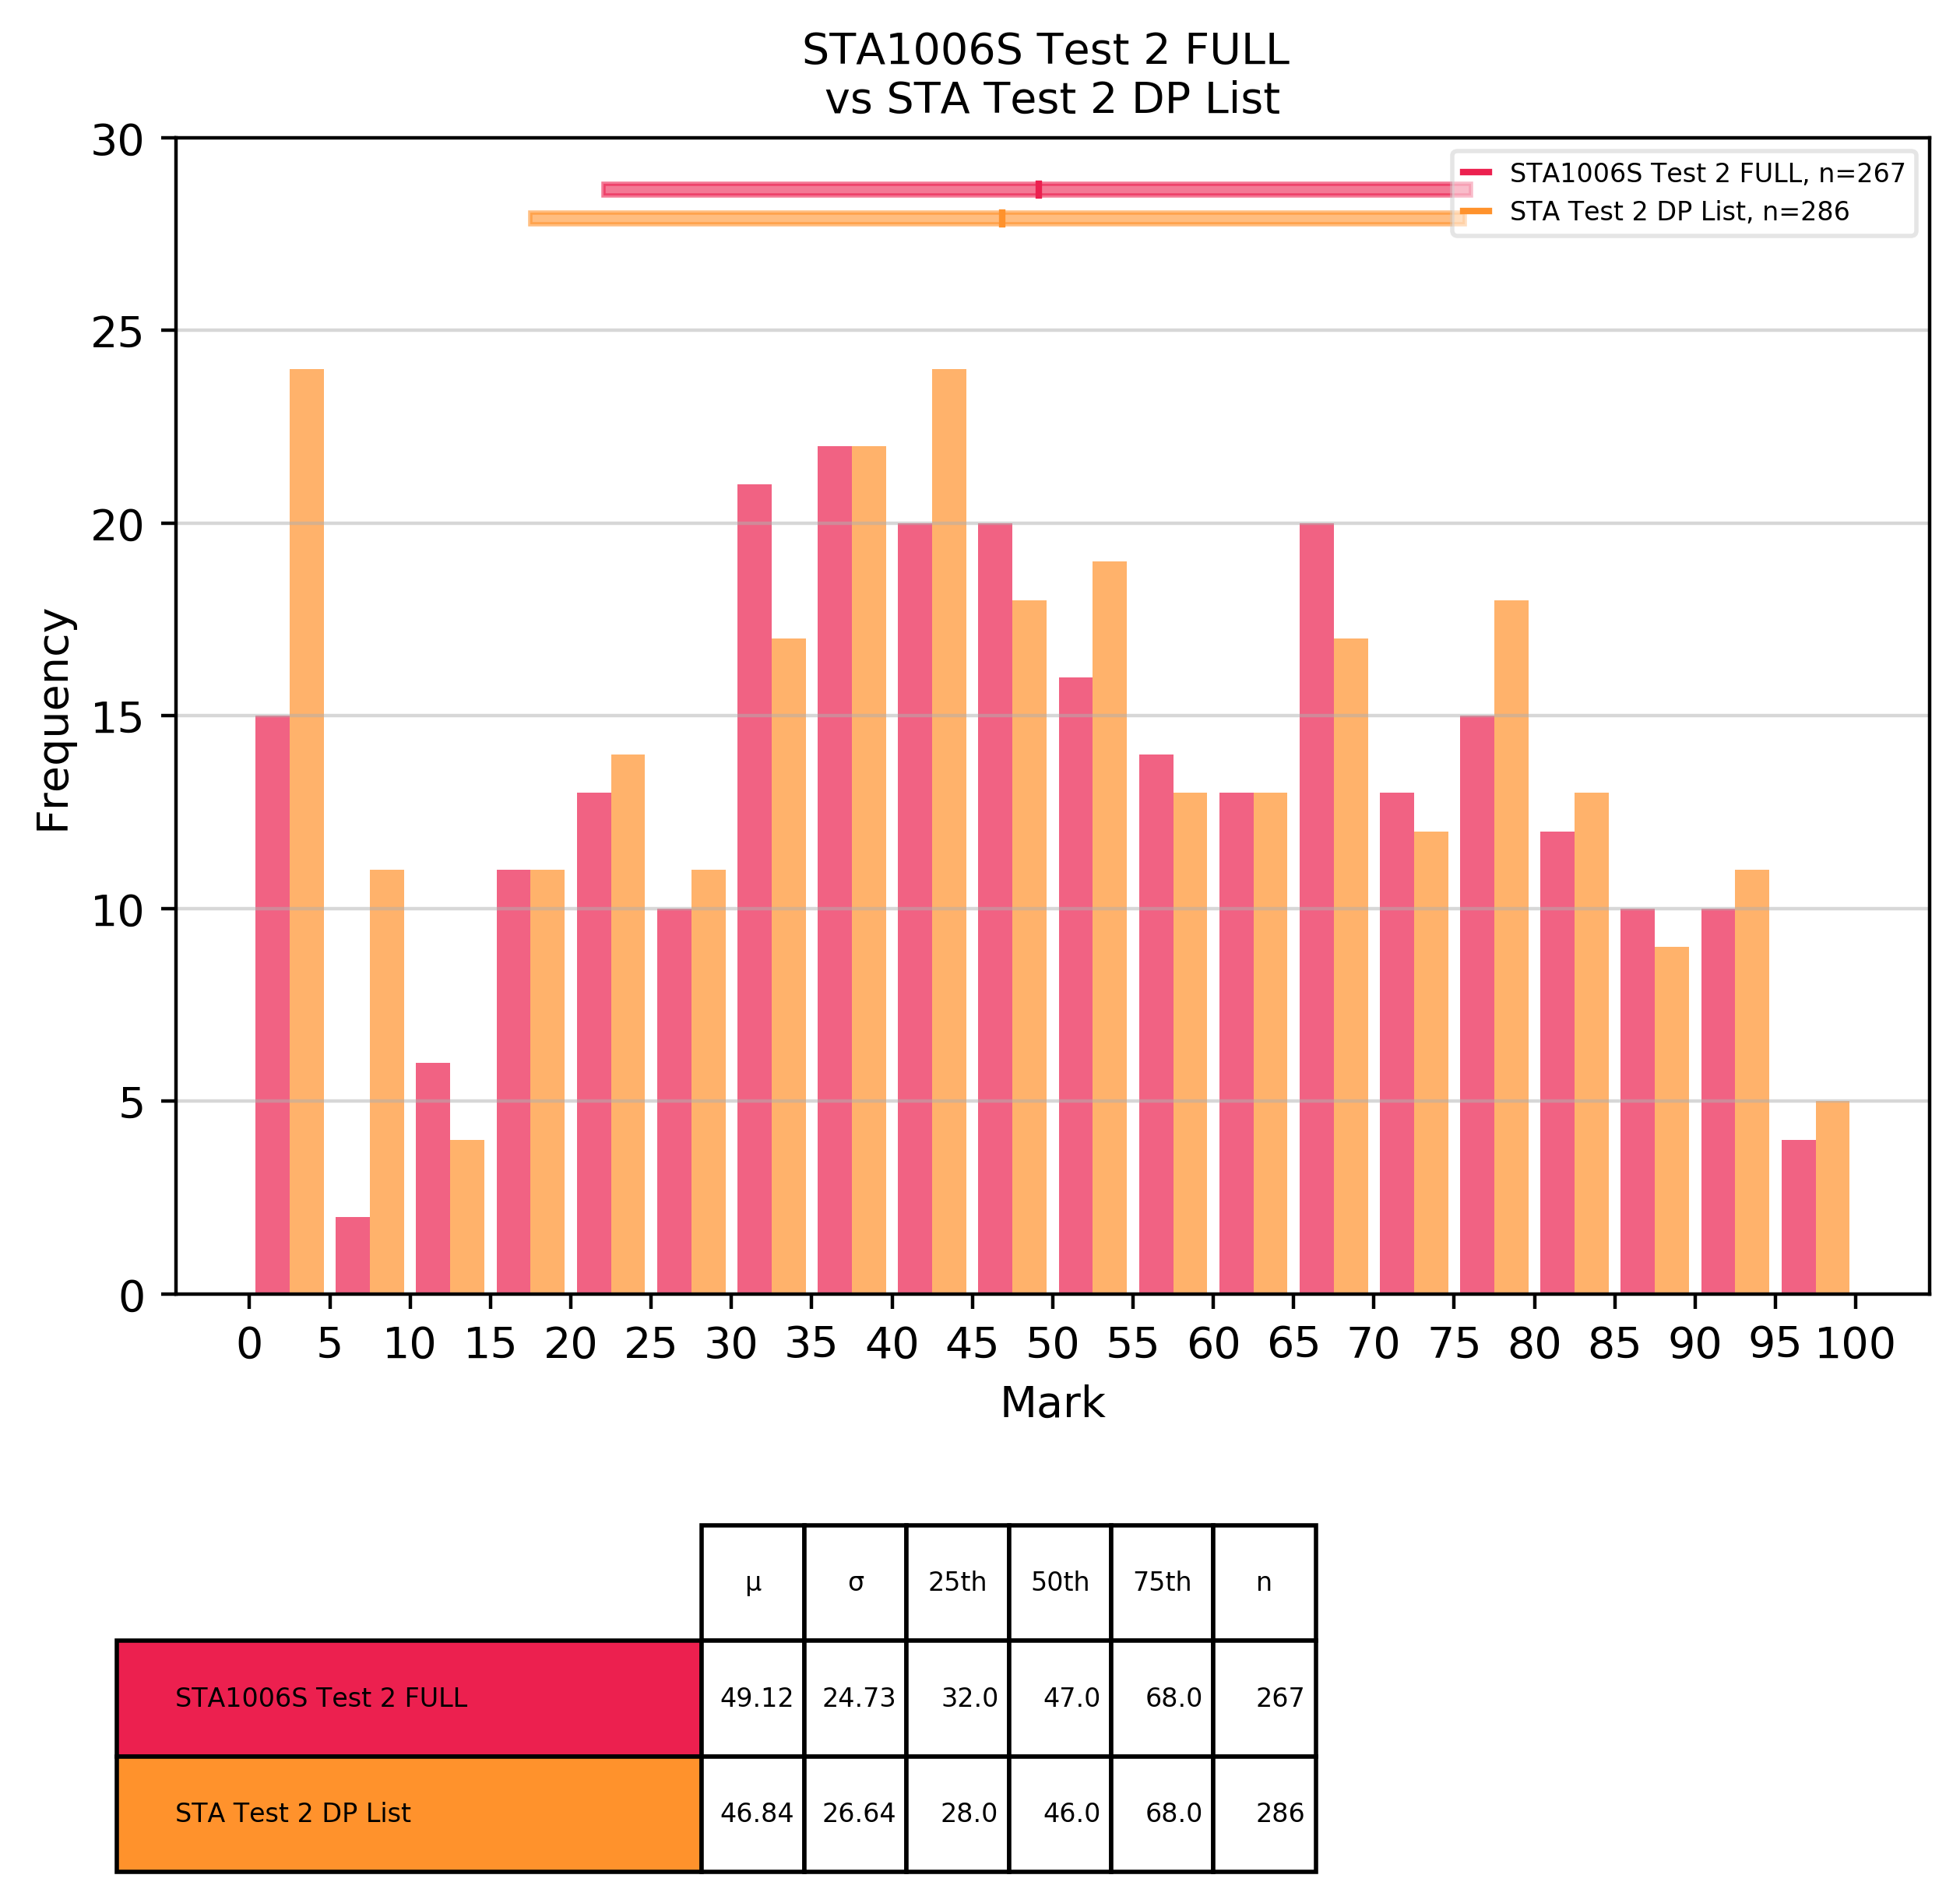 STA1006S Test 2 FULL
vs STA Test 2 DP List
30
25
20
15
10
5
0
Frequency
STA1006S Test 2 FULL, n=267
STA Test 2 DP List, n=286
0 5 10 15 20 25 30 35 40 45 50 55 60 65 70 75 80 85 90 95 100
Mark
μ σ 25th 50th 75th n
STA1006S Test 2 FULL 49.12 24.73 32.0 47.0 68.0 267
STA Test 2 DP List 46.84 26.64 28.0 46.0 68.0 286